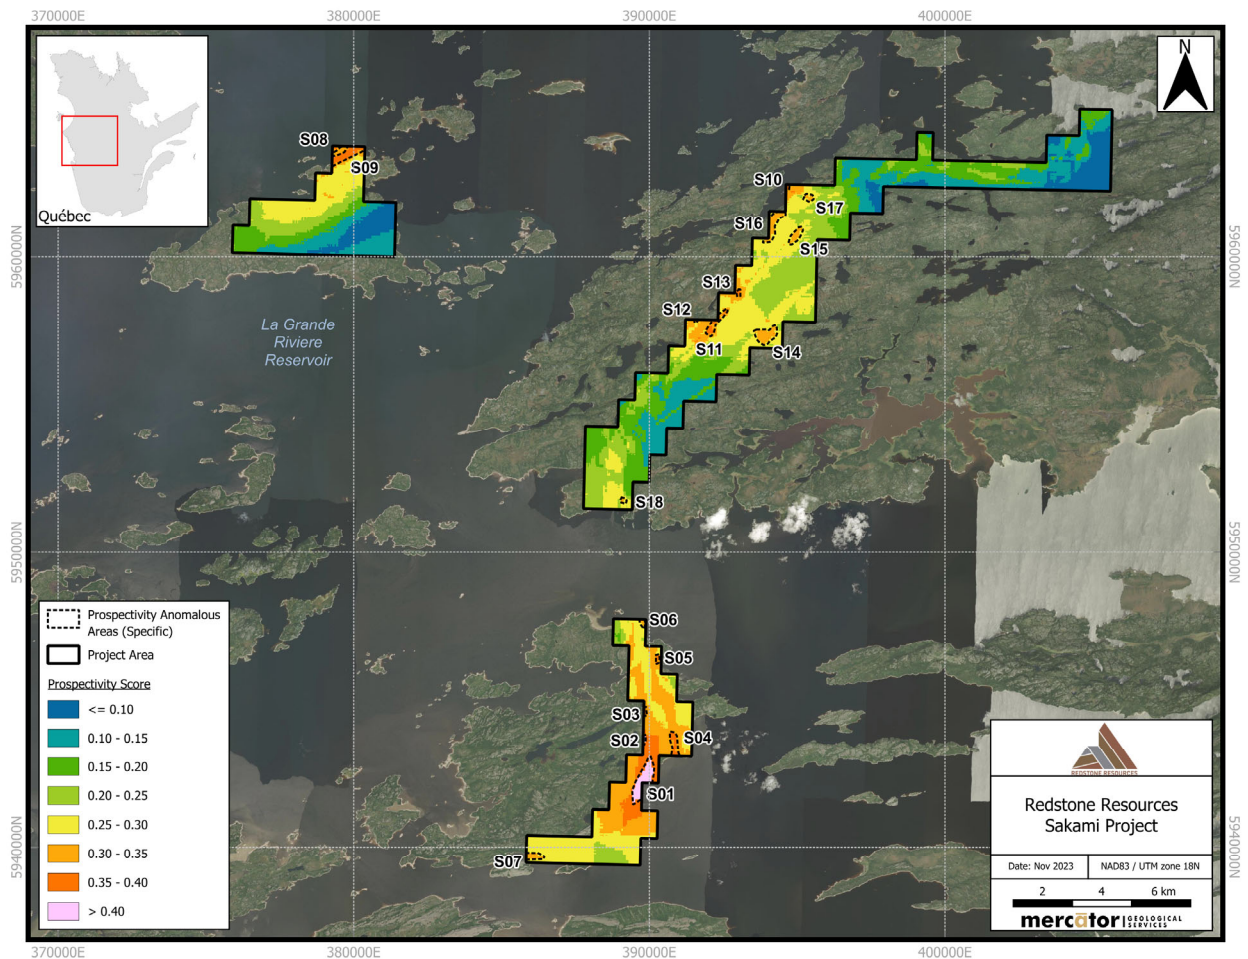 370000E
380000E
390000E
400000E
N
Québec
S08
S09
S10
S17
S16
S15
S13
S12
S11
S14
S18
5960000N
5960000N
La Grande
Riviere
Reservoir
5950000N
5950000N
S06
S05
S03
S02
S04
S01
S07
5940000N
5940000N
Prospectivity Anomalous
Areas (Specific)
Project Area
Prospectivity Score
<= 0.10
0.10 - 0.15
0.15 - 0.20
0.20 - 0.25
0.25 - 0.30
0.30 - 0.35
0.35 - 0.40
> 0.40
REDSTONE RESOURCES
Redstone Resources
Sakami Project
Date: Nov 2023
NAD83 / UTM zone 18N
2 4 6 km
mercātor GEOLOGICAL
SERVICES
370000E
380000E
390000E
400000E